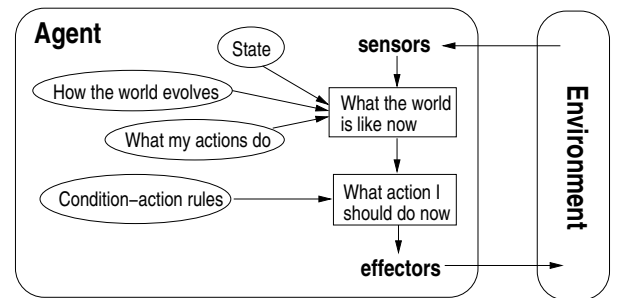 Agent
State
sensors
How the world evolves
What the world
is like now
What my actions do
Condition−action rules
What action I
should do now
effectors
Environment